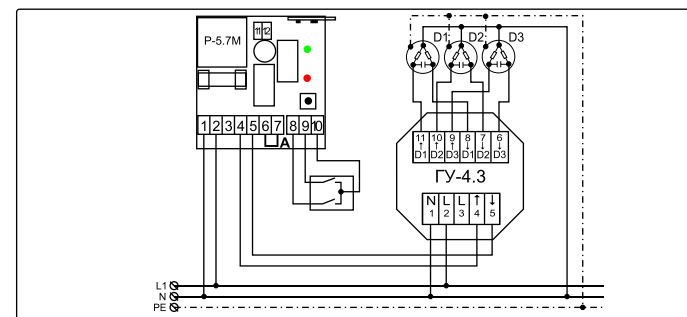 Р-5.7М
11 12
D1 D2 D3
1 2 3 4 5 6 7 8 9 10
A
11 10 9 8 7 6
↑ ↑ ↑ ↓ ↓ ↓
D1 D2 D3 D1 D2 D3
ГУ-4.3
N L L ↑ ↓
1 2 3 4 5
L1
N
PE